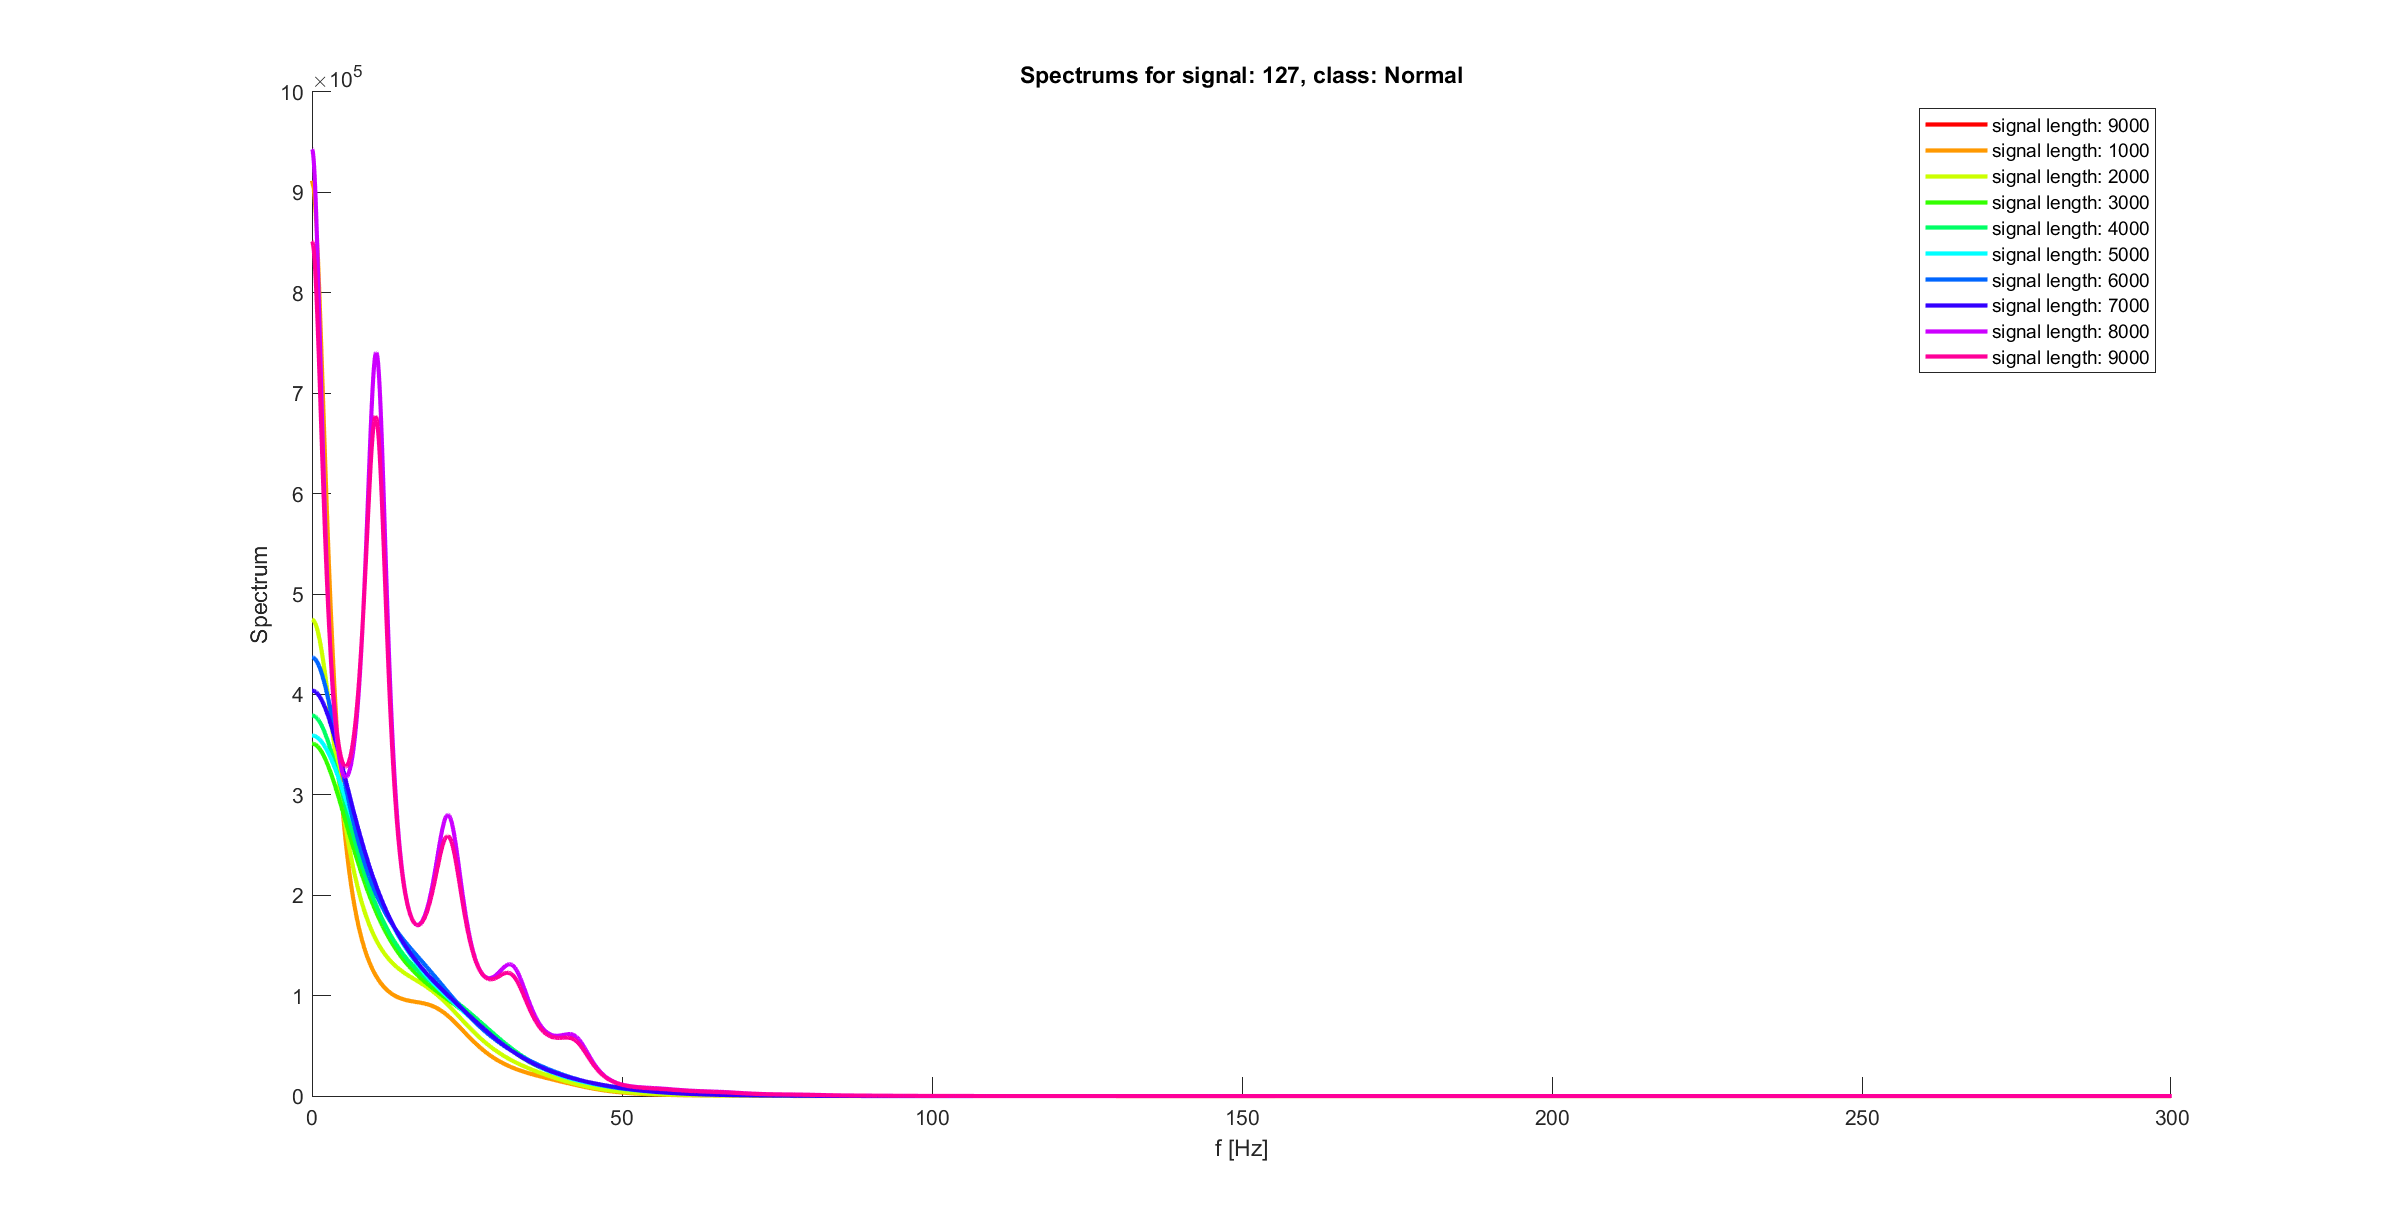 Spectrums for signal: 127, class: Normal
×10^5
10
9
8
7
6
5
4
3
2
1
0
Spectrum
0 50 100 150 200 250 300
f [Hz]
signal length: 9000
signal length: 1000
signal length: 2000
signal length: 3000
signal length: 4000
signal length: 5000
signal length: 6000
signal length: 7000
signal length: 8000
signal length: 9000